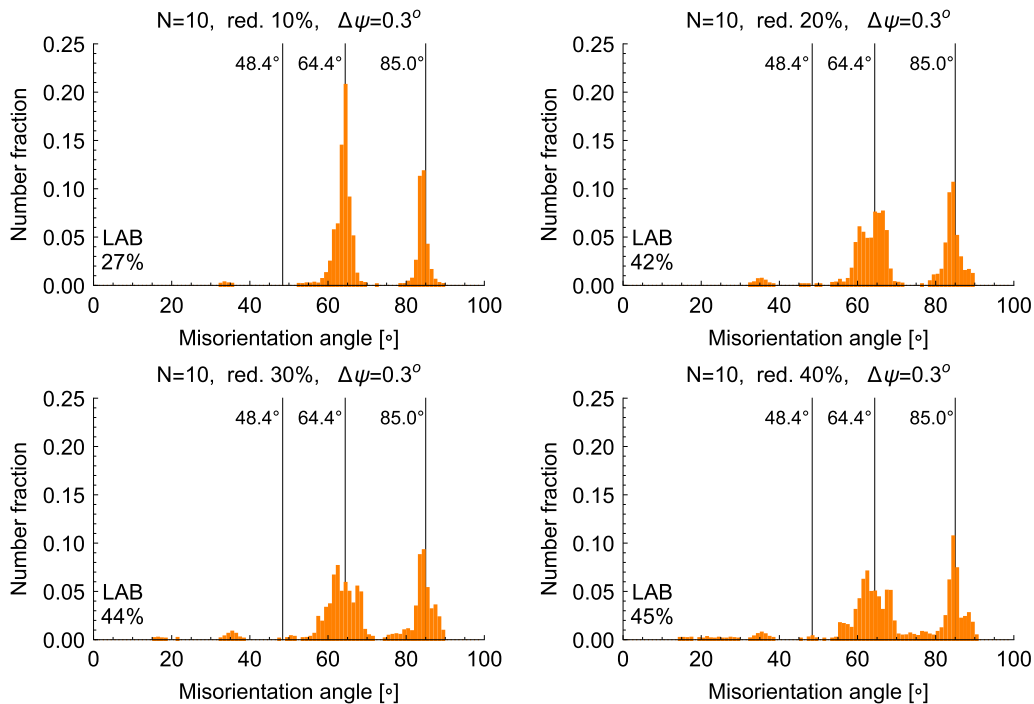 N=10, red. 10%, Δψ=0.3°
48.4° 64.4° 85.0°
0.25
0.20
0.15
0.10
0.05
0.00
Number fraction
LAB
27%
0 20 40 60 80 100
Misorientation angle [°]
N=10, red. 20%, Δψ=0.3°
48.4° 64.4° 85.0°
0.25
0.20
0.15
0.10
0.05
0.00
Number fraction
LAB
42%
0 20 40 60 80 100
Misorientation angle [°]
N=10, red. 30%, Δψ=0.3°
48.4° 64.4° 85.0°
0.25
0.20
0.15
0.10
0.05
0.00
Number fraction
LAB
44%
0 20 40 60 80 100
Misorientation angle [°]
N=10, red. 40%, Δψ=0.3°
48.4° 64.4° 85.0°
0.25
0.20
0.15
0.10
0.05
0.00
Number fraction
LAB
45%
0 20 40 60 80 100
Misorientation angle [°]